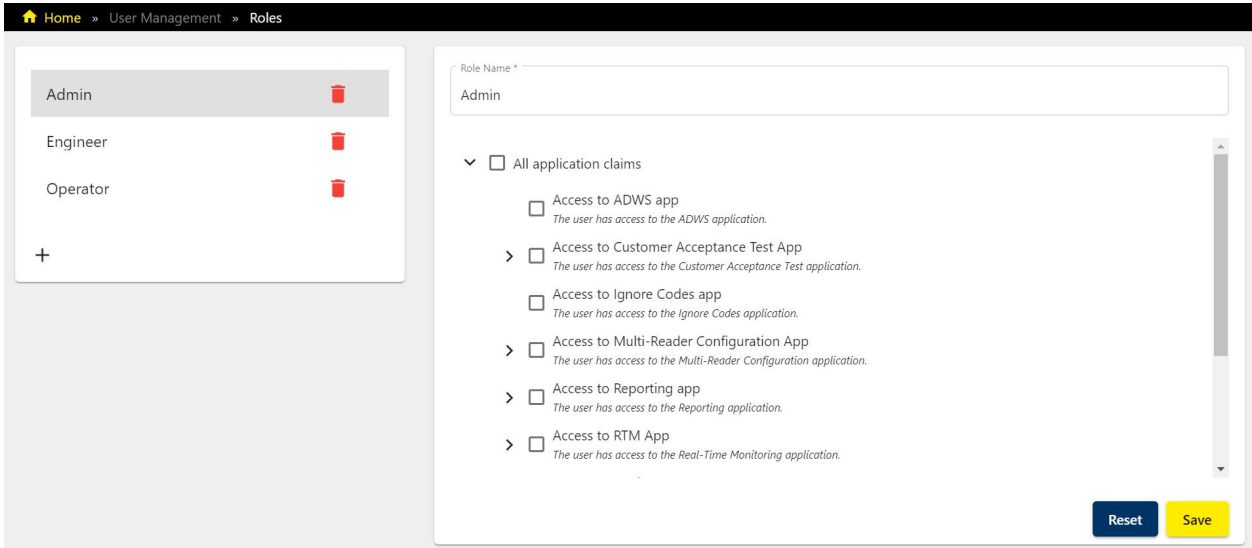 Home » User Management » Roles
Admin
Engineer
Operator
Role Name *
Admin
All application claims
Access to ADWS app
The user has access to the ADWS application.
Access to Customer Acceptance Test App
The user has access to the Customer Acceptance Test application.
Access to Ignore Codes app
The user has access to the Ignore Codes application.
Access to Multi-Reader Configuration App
The user has access to the Multi-Reader Configuration application.
Access to Reporting app
The user has access to the Reporting application.
Access to RTM App
The user has access to the Real-Time Monitoring application.
Reset Save